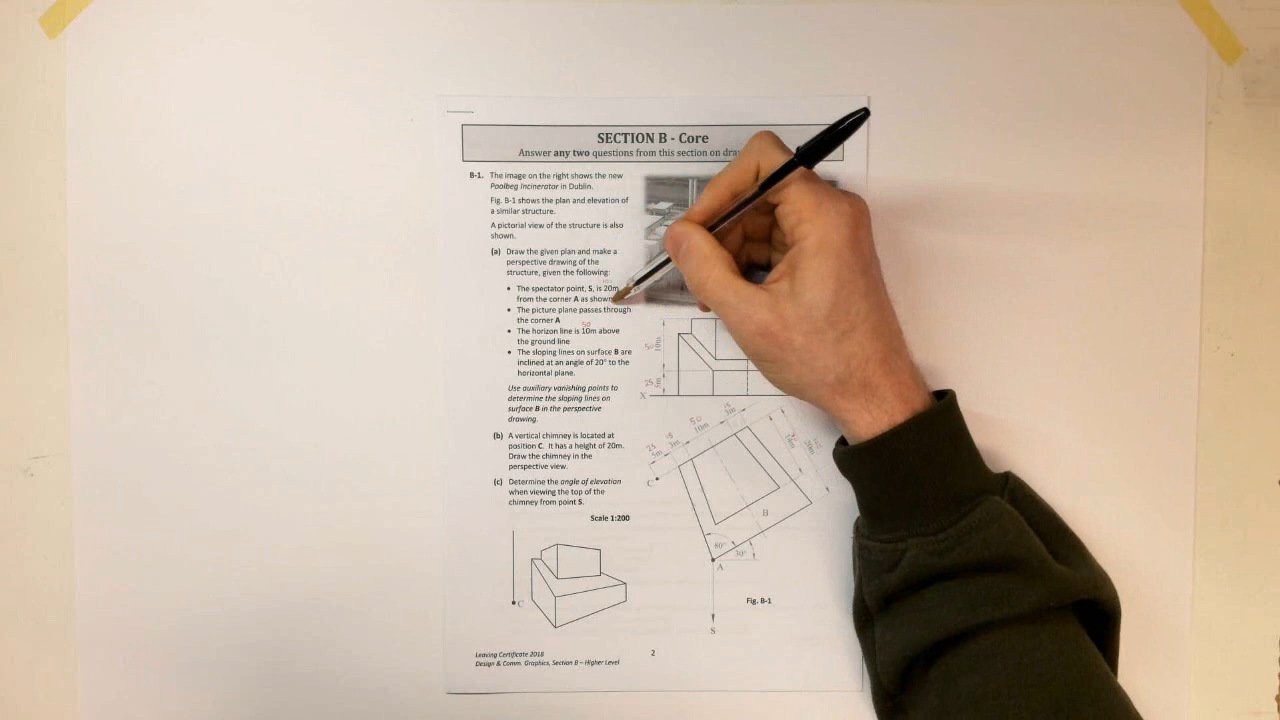 SECTION B - Core
Answer any two questions from this section on
B-1. The image on the right shows the new
Poolbeg Incinerator in Dublin.
Fig. B-1 shows the plan and elevation of
a similar structure.
A pictorial view of the structure is also
shown.
(a) Draw the given plan and make a
perspective drawing of the
structure, given the following:
• The spectator point, S, is 20m
from the corner A as shown
• The picture plane passes through
the corner A
50
• The horizon line is 10m above
the ground line
• The sloping lines on surface B are
inclined at an angle of 20° to the
horizontal plane.
Use auxiliary vanishing points to
determine the sloping lines on
surface B in the perspective
drawing.
(b) A vertical chimney is located at
position C. It has a height of 20m.
Draw the chimney in the
perspective view.
(c) Determine the angle of elevation
when viewing the top of the
chimney from point S.
Scale 1:200
C
50 10m
25 5m
X
25 5m
15 3m
50 10m
15 3m
C
B
80°
30°
A
S
Fig. B-1
Leaving Certificate 2018
Design & Comm. Graphics, Section B – Higher Level
2